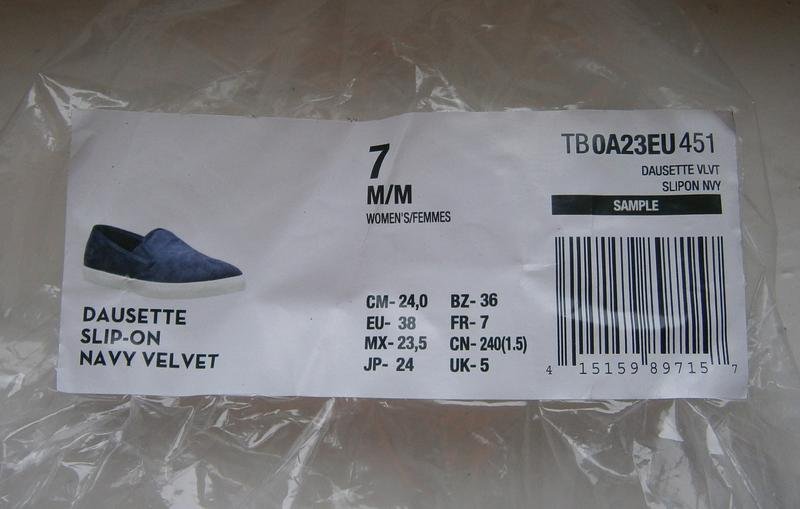 7
M/M
WOMEN'S/FEMMES
TB0A23EU 451
DAUSETTE VLVT
SLIPON NVY
SAMPLE
DAUSETTE
SLIP-ON
NAVY VELVET
CM- 24,0 BZ- 36
EU- 38 FR- 7
MX- 23,5 CN- 240(1.5)
JP- 24 UK- 5
4 15159 89715 7